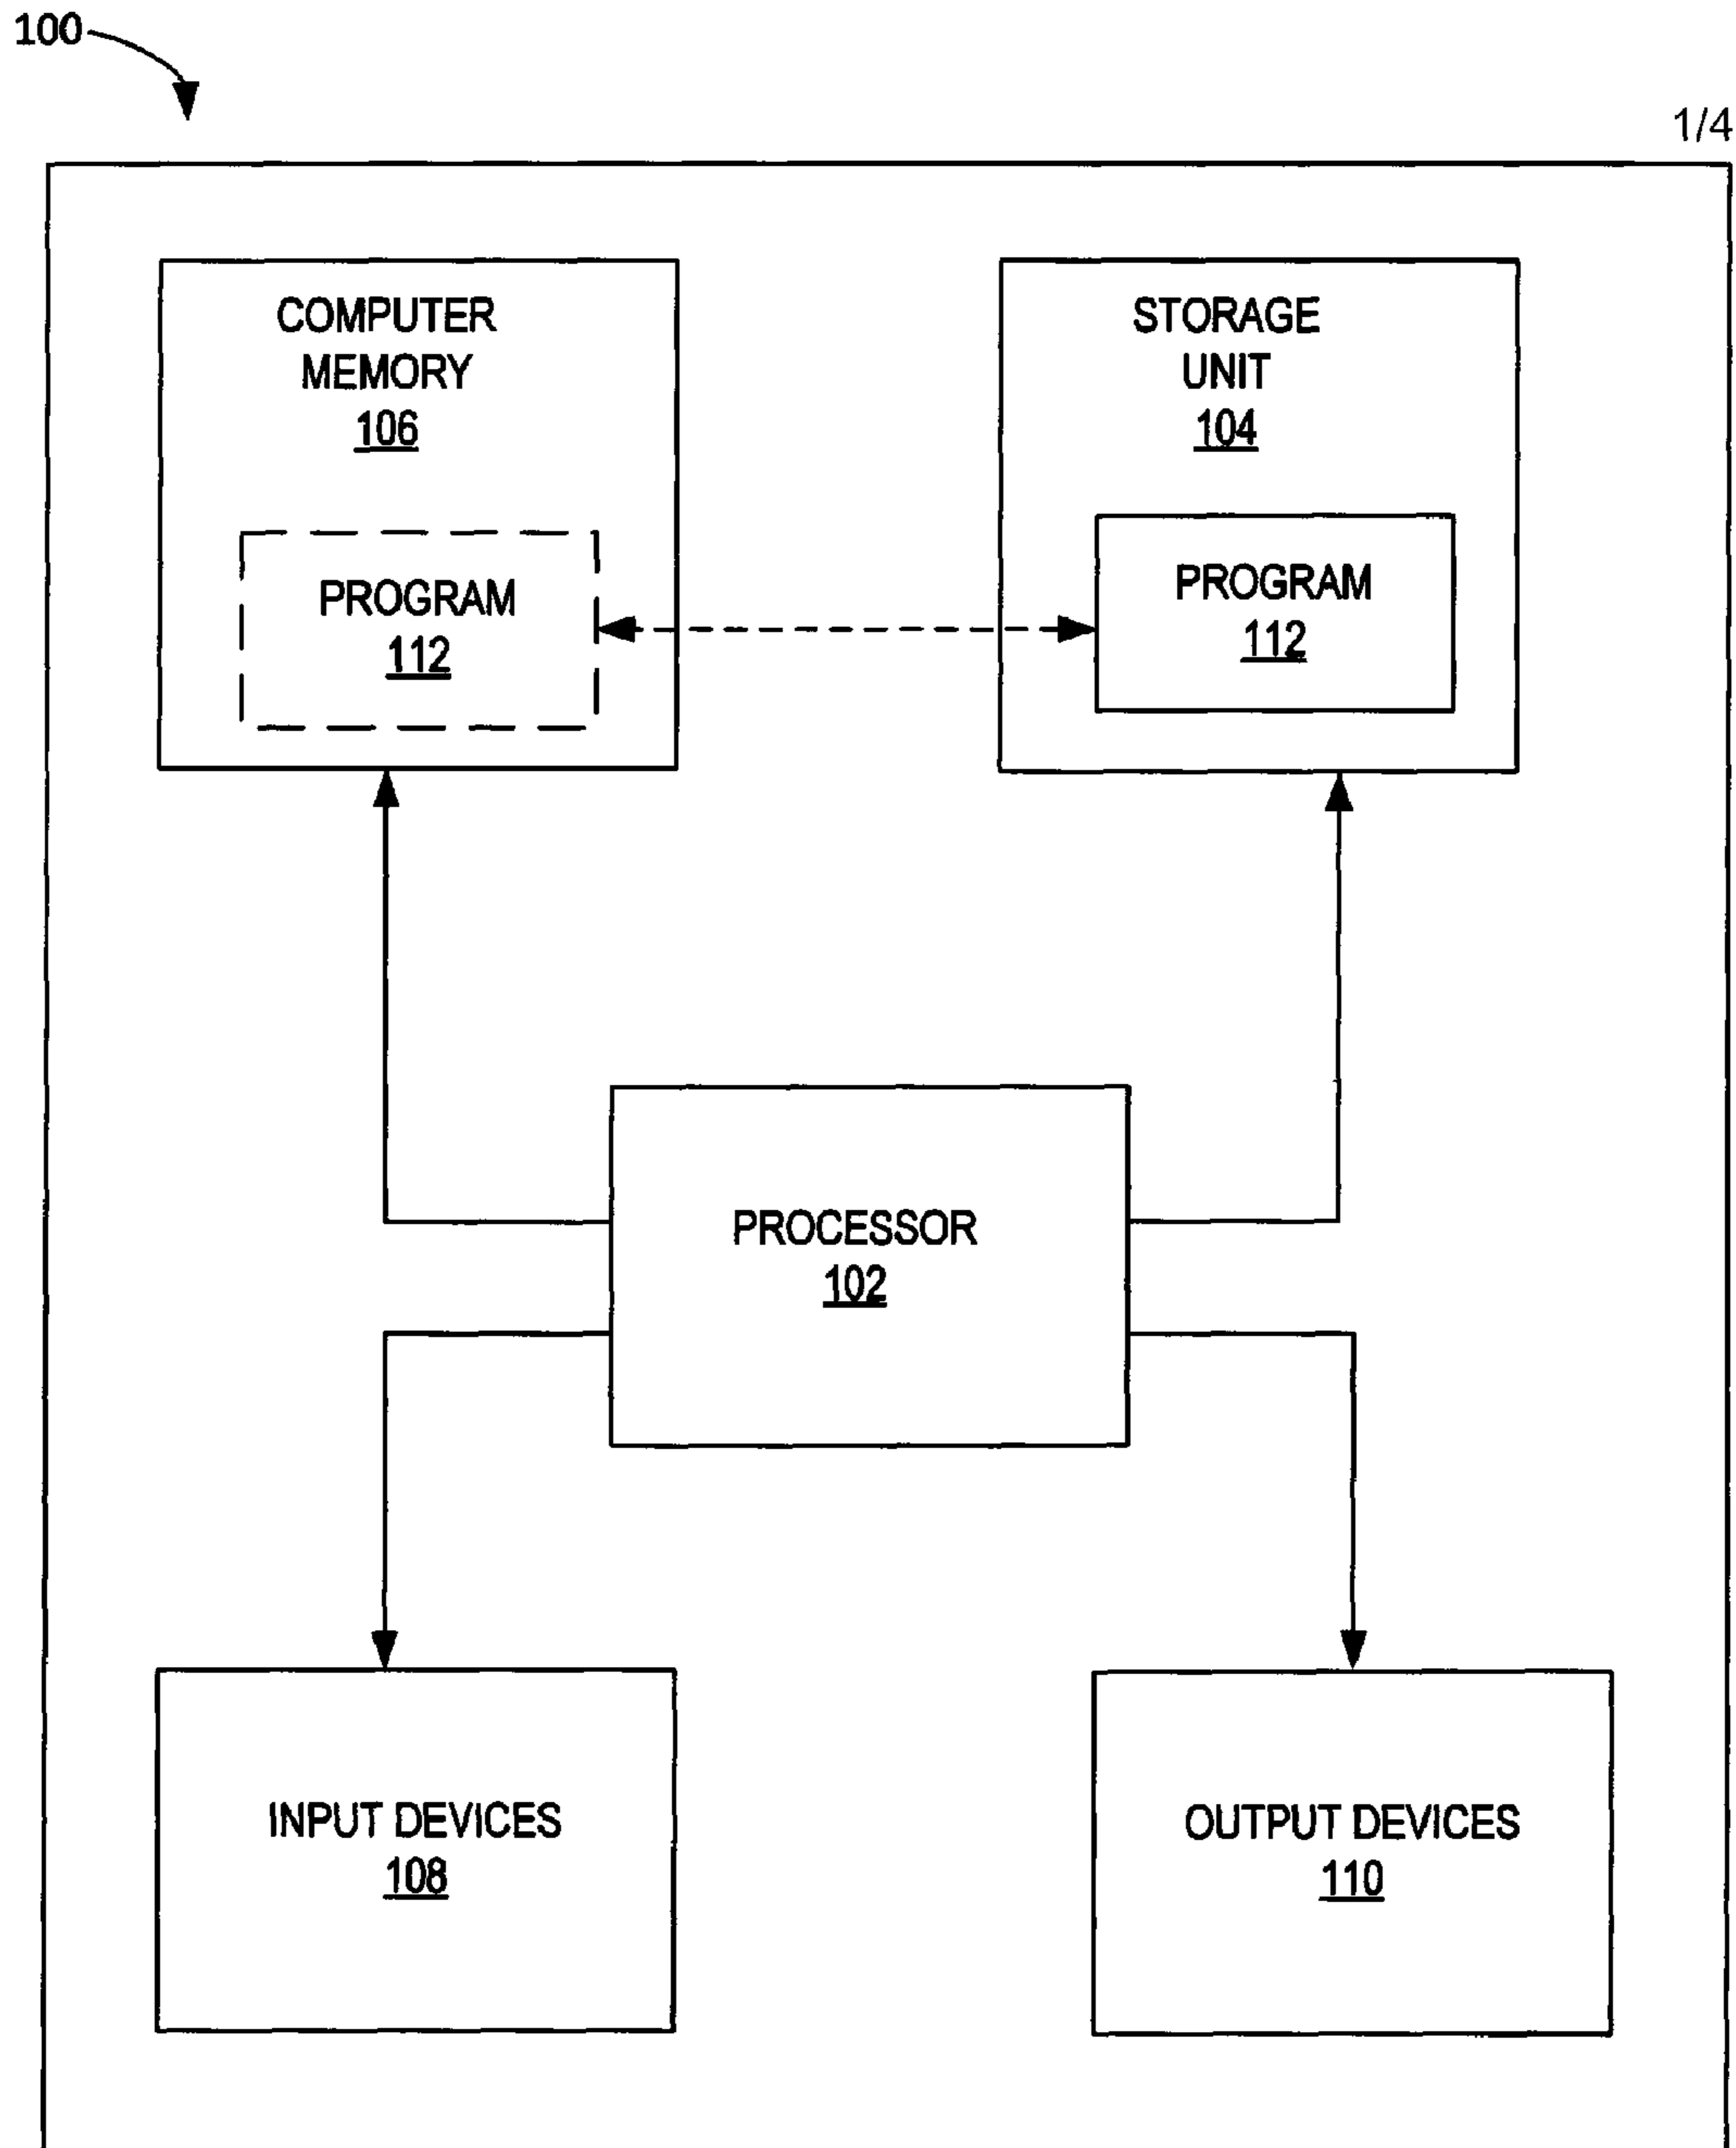 100
1/4
COMPUTER
MEMORY
106
PROGRAM
112
STORAGE
UNIT
104
PROGRAM
112
PROCESSOR
102
INPUT DEVICES
108
OUTPUT DEVICES
110